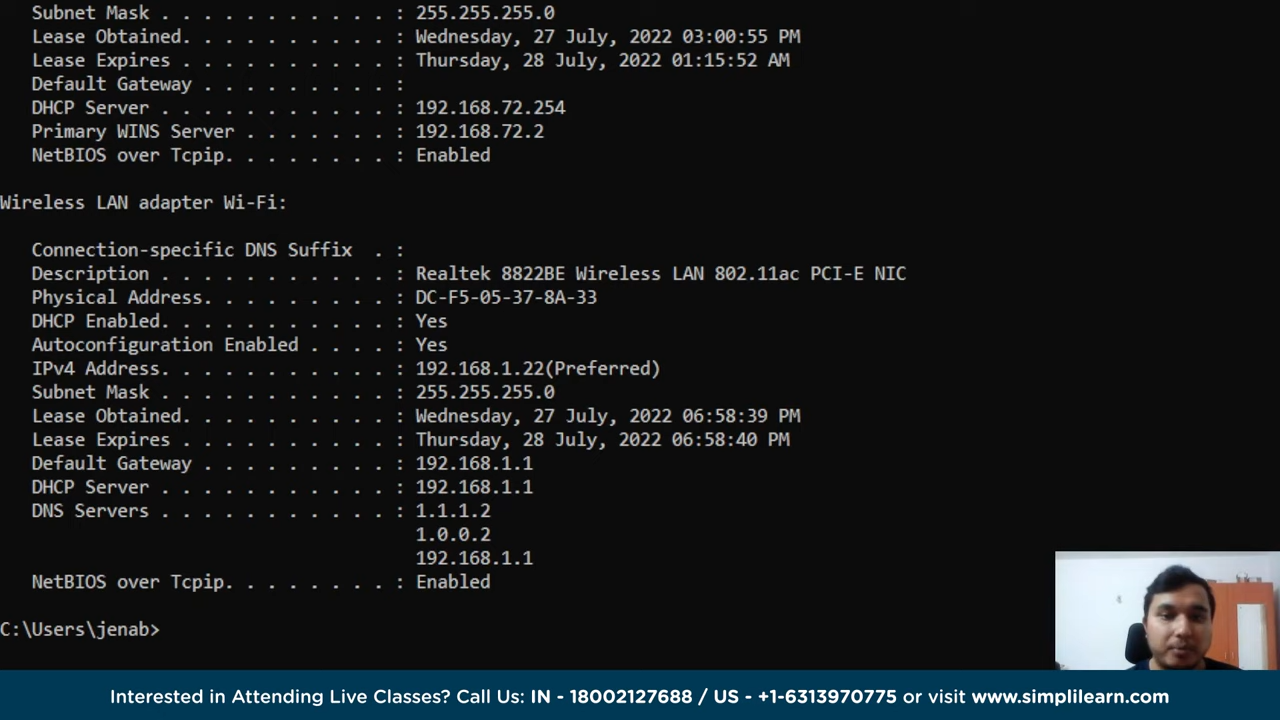 Subnet Mask . . . . . . . . . . . : 255.255.255.0
Lease Obtained. . . . . . . . . . : Wednesday, 27 July, 2022 03:00:55 PM
Lease Expires . . . . . . . . . . : Thursday, 28 July, 2022 01:15:52 AM
Default Gateway . . . . . . . . . :
DHCP Server . . . . . . . . . . . : 192.168.72.254
Primary WINS Server . . . . . . . : 192.168.72.2
NetBIOS over Tcpip. . . . . . . . : Enabled
Wireless LAN adapter Wi-Fi:
Connection-specific DNS Suffix  . :
Description . . . . . . . . . . . : Realtek 8822BE Wireless LAN 802.11ac PCI-E NIC
Physical Address. . . . . . . . . : DC-F5-05-37-8A-33
DHCP Enabled. . . . . . . . . . . : Yes
Autoconfiguration Enabled . . . . : Yes
IPv4 Address. . . . . . . . . . . : 192.168.1.22(Preferred)
Subnet Mask . . . . . . . . . . . : 255.255.255.0
Lease Obtained. . . . . . . . . . : Wednesday, 27 July, 2022 06:58:39 PM
Lease Expires . . . . . . . . . . : Thursday, 28 July, 2022 06:58:40 PM
Default Gateway . . . . . . . . . : 192.168.1.1
DHCP Server . . . . . . . . . . . : 192.168.1.1
DNS Servers . . . . . . . . . . . : 1.1.1.2
1.0.0.2
192.168.1.1
NetBIOS over Tcpip. . . . . . . . : Enabled
C:\Users\jenab>
Interested in Attending Live Classes? Call Us: IN - 18002127688 / US - +1-6313970775 or visit www.simplilearn.com